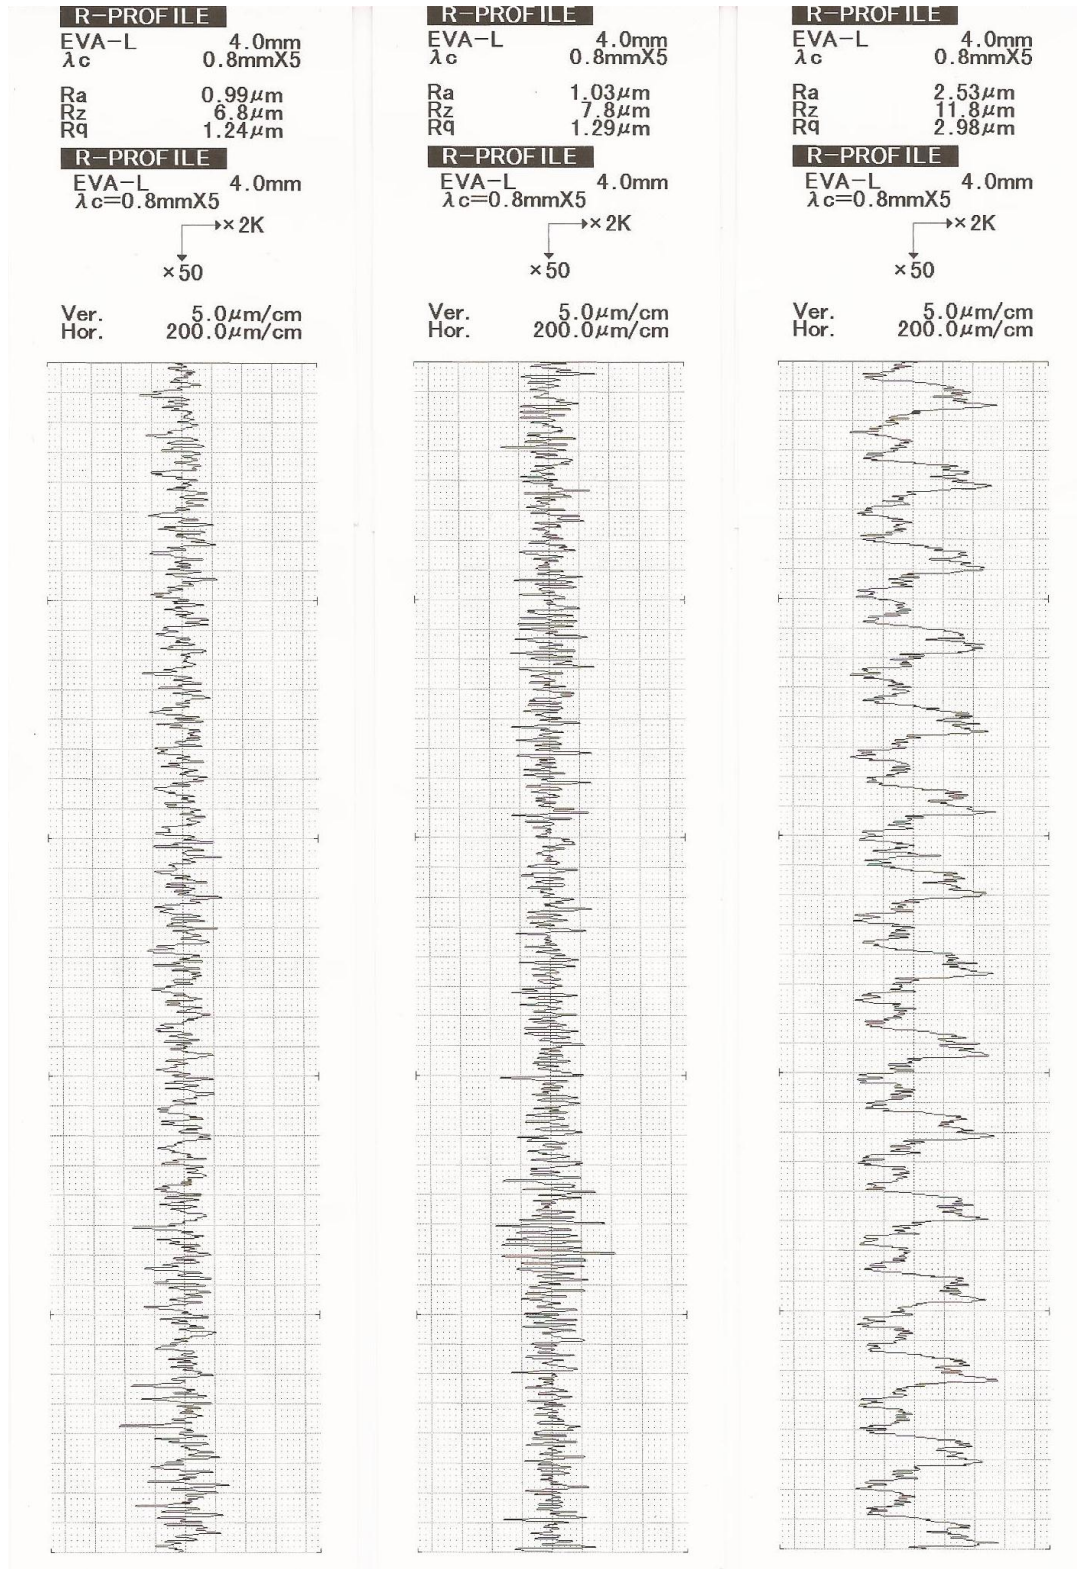 R-PROFILE
EVA-L 4.0mm
λc 0.8mmX5
Ra 0.99μm
Rz 6.8μm
Rq 1.24μm
R-PROFILE
EVA-L 4.0mm
λc=0.8mmX5
×2K
×50
Ver. 5.0μm/cm
Hor. 200.0μm/cm
R-PROFILE
EVA-L 4.0mm
λc 0.8mmX5
Ra 1.03μm
Rz 7.8μm
Rq 1.29μm
R-PROFILE
EVA-L 4.0mm
λc=0.8mmX5
×2K
×50
Ver. 5.0μm/cm
Hor. 200.0μm/cm
R-PROFILE
EVA-L 4.0mm
λc 0.8mmX5
Ra 2.53μm
Rz 11.8μm
Rq 2.98μm
R-PROFILE
EVA-L 4.0mm
λc=0.8mmX5
×2K
×50
Ver. 5.0μm/cm
Hor. 200.0μm/cm